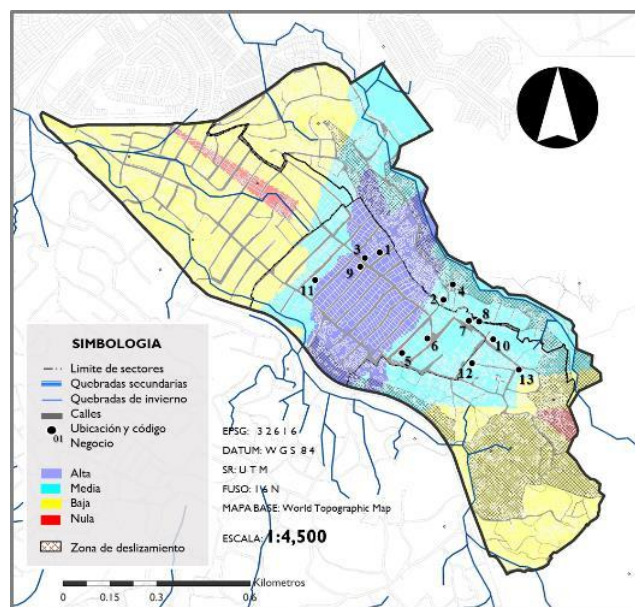 1
3
9
11
4
2
8
7
6
10
5
12
13
SIMBOLOGIA
Limite de sectores
Quebradas secundarias
Quebradas de invierno
Calles
Ubicación y código
01 Negocio
Alta
Media
Baja
Nula
Zona de deslizamiento
EPSG: 32616
DATUM: WGS 84
SR: UTM
FUSO: 16 N
MAPA BASE: World Topographic Map
ESCALA: 1:4,500
Kilometros
0 0.15 0.3 0.6